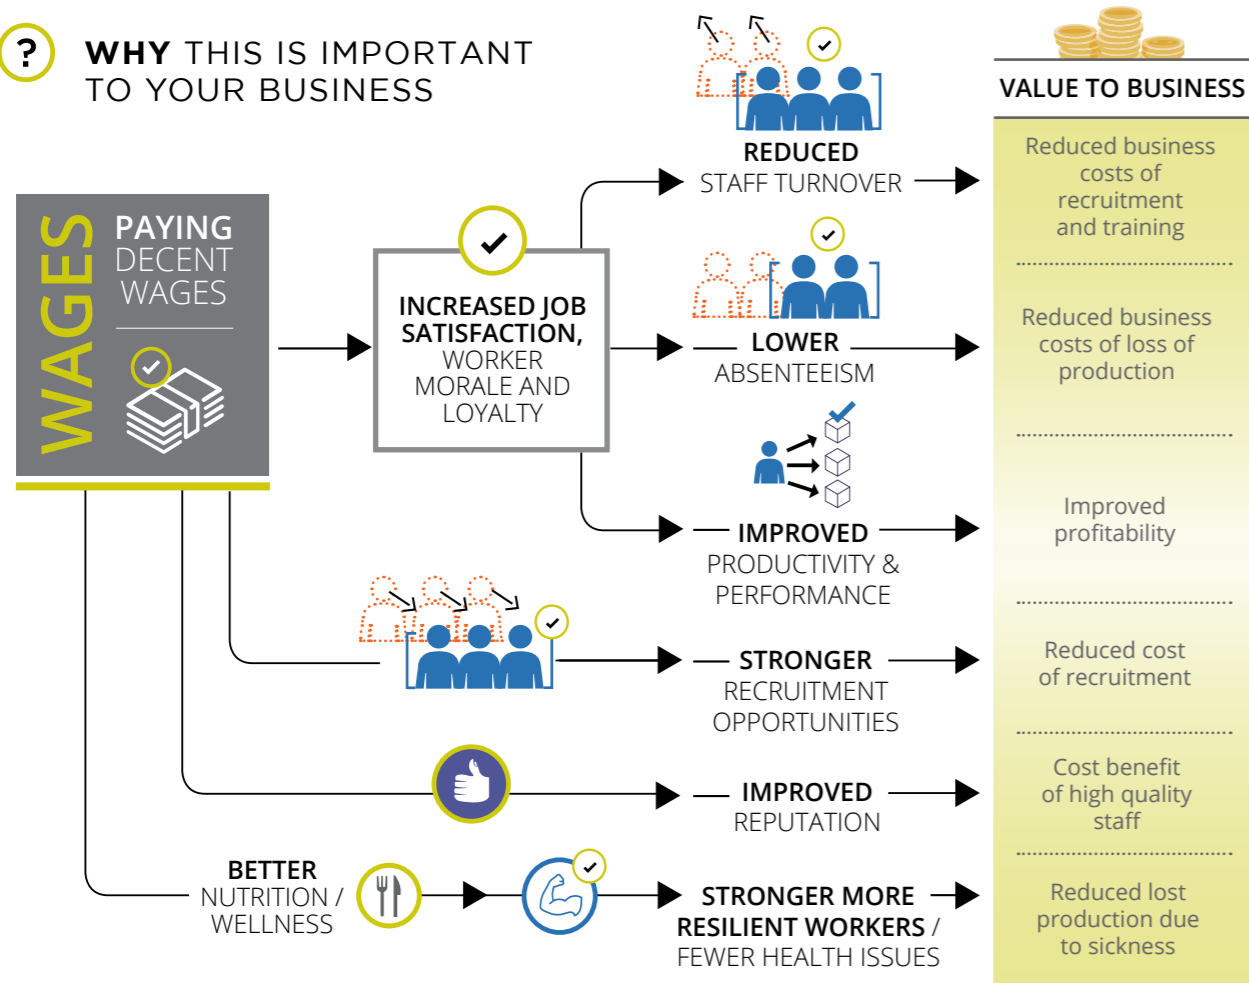 ?
WHY THIS IS IMPORTANT
TO YOUR BUSINESS
WAGES
PAYING
DECENT
WAGES
INCREASED JOB
SATISFACTION,
WORKER
MORALE AND
LOYALTY
REDUCED
STAFF TURNOVER
LOWER
ABSENTEEISM
IMPROVED
PRODUCTIVITY &
PERFORMANCE
STRONGER
RECRUITMENT
OPPORTUNITIES
IMPROVED
REPUTATION
BETTER
NUTRITION /
WELLNESS
STRONGER MORE
RESILIENT WORKERS /
FEWER HEALTH ISSUES
VALUE TO BUSINESS
Reduced business
costs of
recruitment
and training
Reduced business
costs of loss of
production
Improved
profitability
Reduced cost
of recruitment
Cost benefit
of high quality
staff
Reduced lost
production due
to sickness